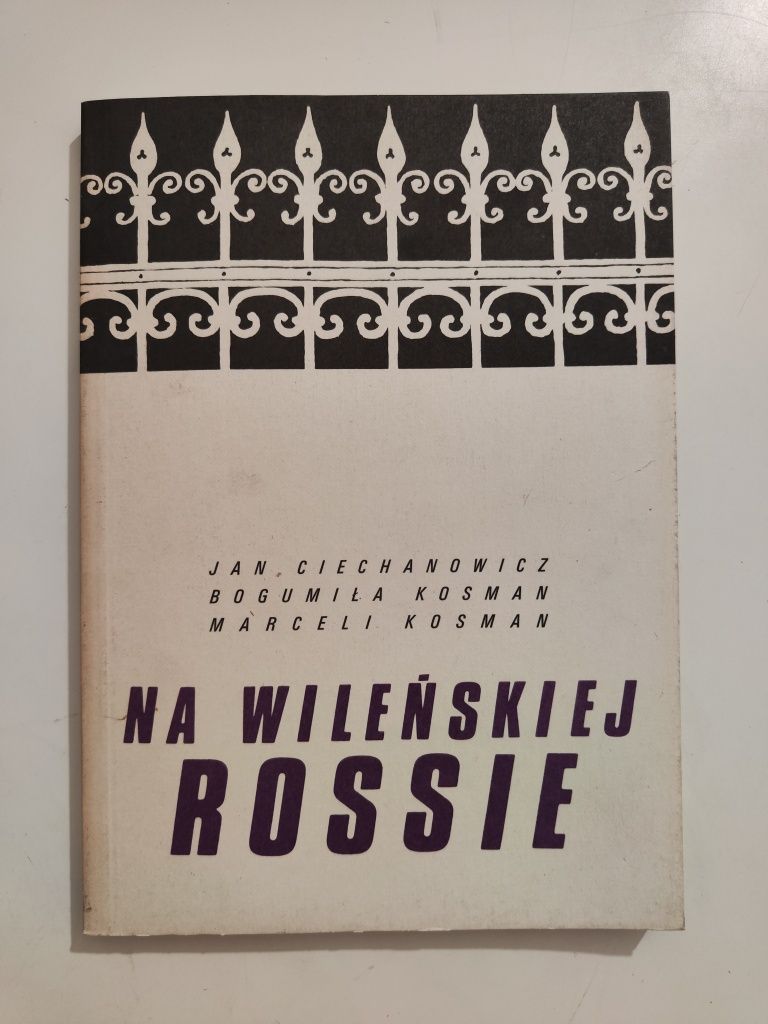 JAN CIECHANOWICZ
BOGUMIŁA KOSMAN
MARCELI KOSMAN
NA WILEŃSKIEJ
ROSSIE